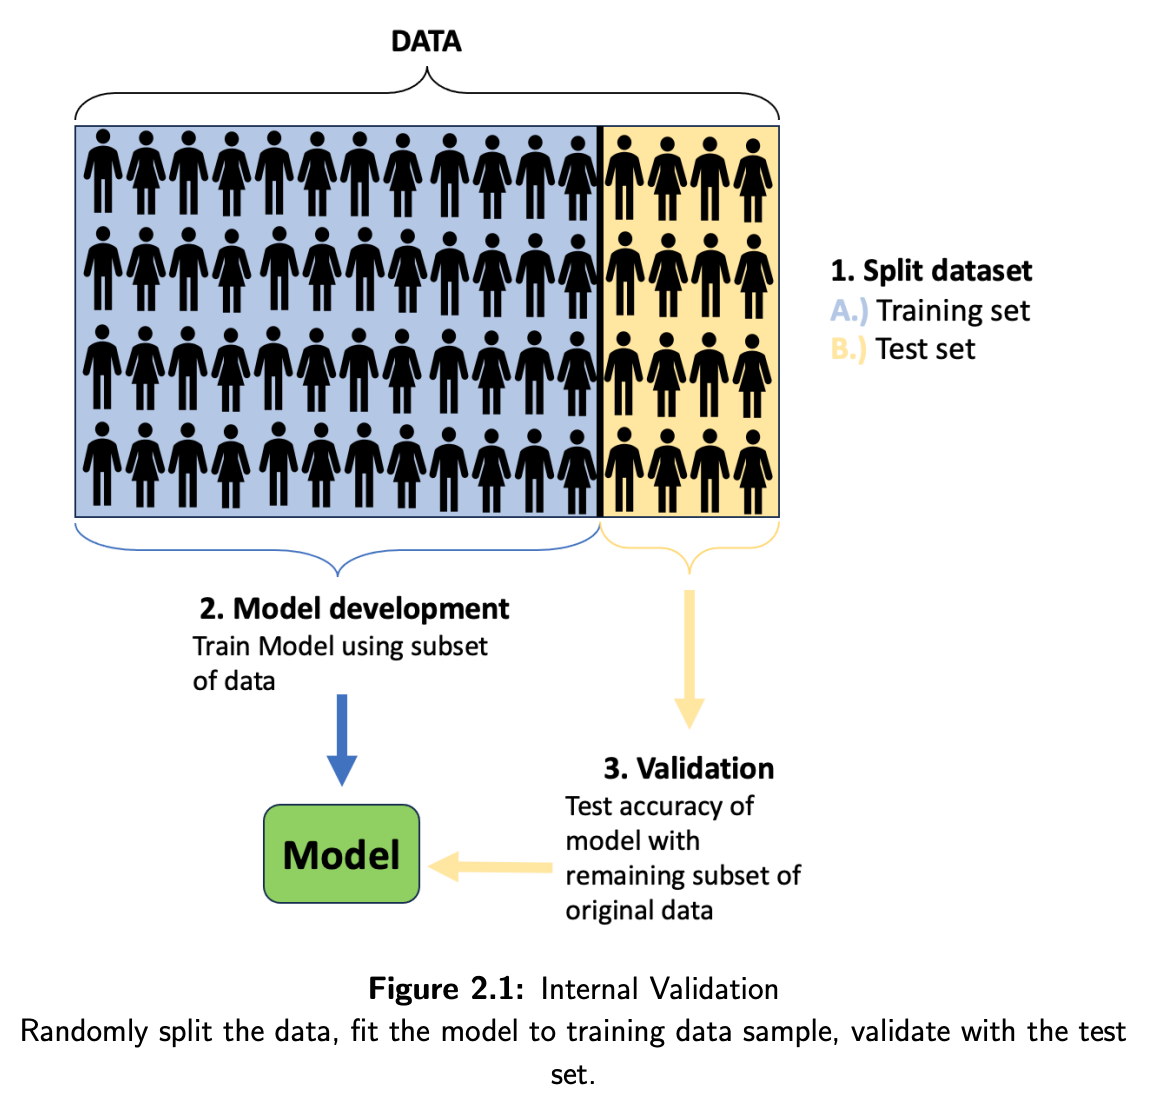 DATA
1. Split dataset
A.) Training set
B.) Test set
2. Model development
Train Model using subset
of data
3. Validation
Test accuracy of
model with
remaining subset of
original data
Model
Figure 2.1: Internal Validation
Randomly split the data, fit the model to training data sample, validate with the test
set.